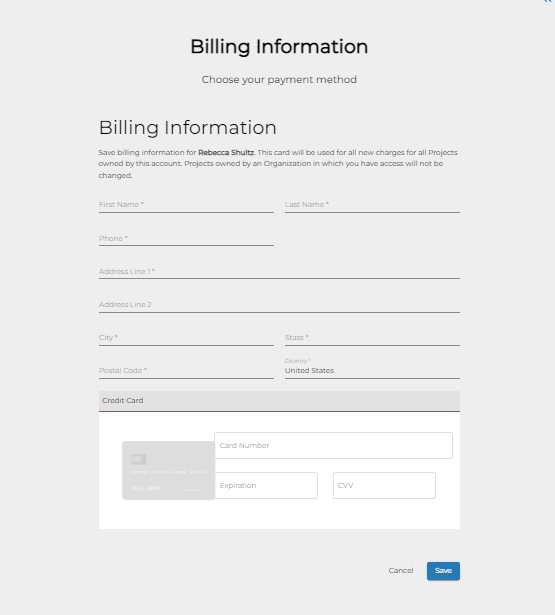 Billing Information
Choose your payment method
Billing Information
Save billing information for Rebecca Shultz. This card will be used for all new charges for all Projects
owned by this account. Projects owned by an Organization in which you have access will not be
changed.
First Name * Last Name *
Phone *
Address Line 1 *
Address Line 2
City * State *
Country *
Postal Code * United States
Credit Card
Card Number
Expiration CVV
Cancel Save